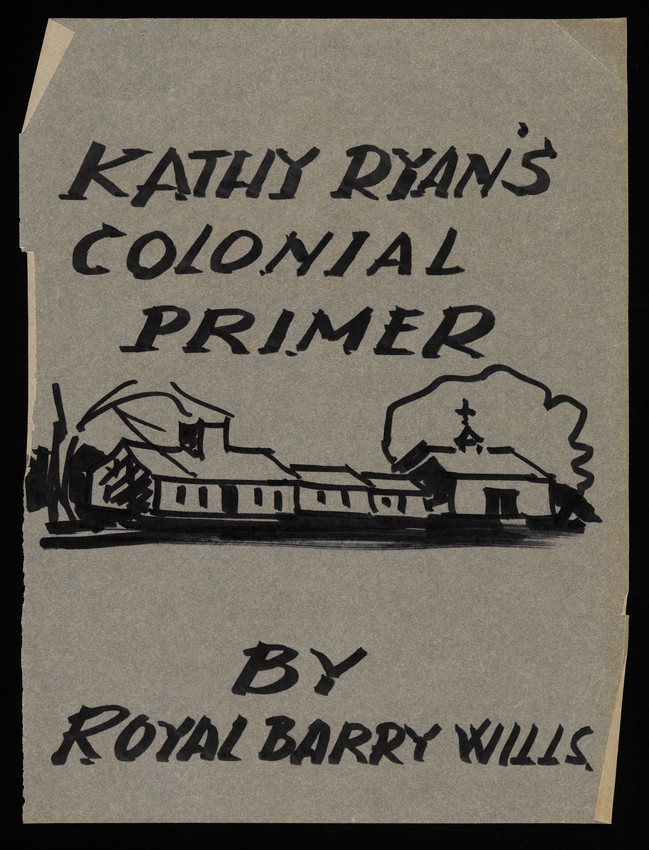 KATHY RYAN'S
COLONIAL
PRIMER
BY
ROYAL BARRY WILLS